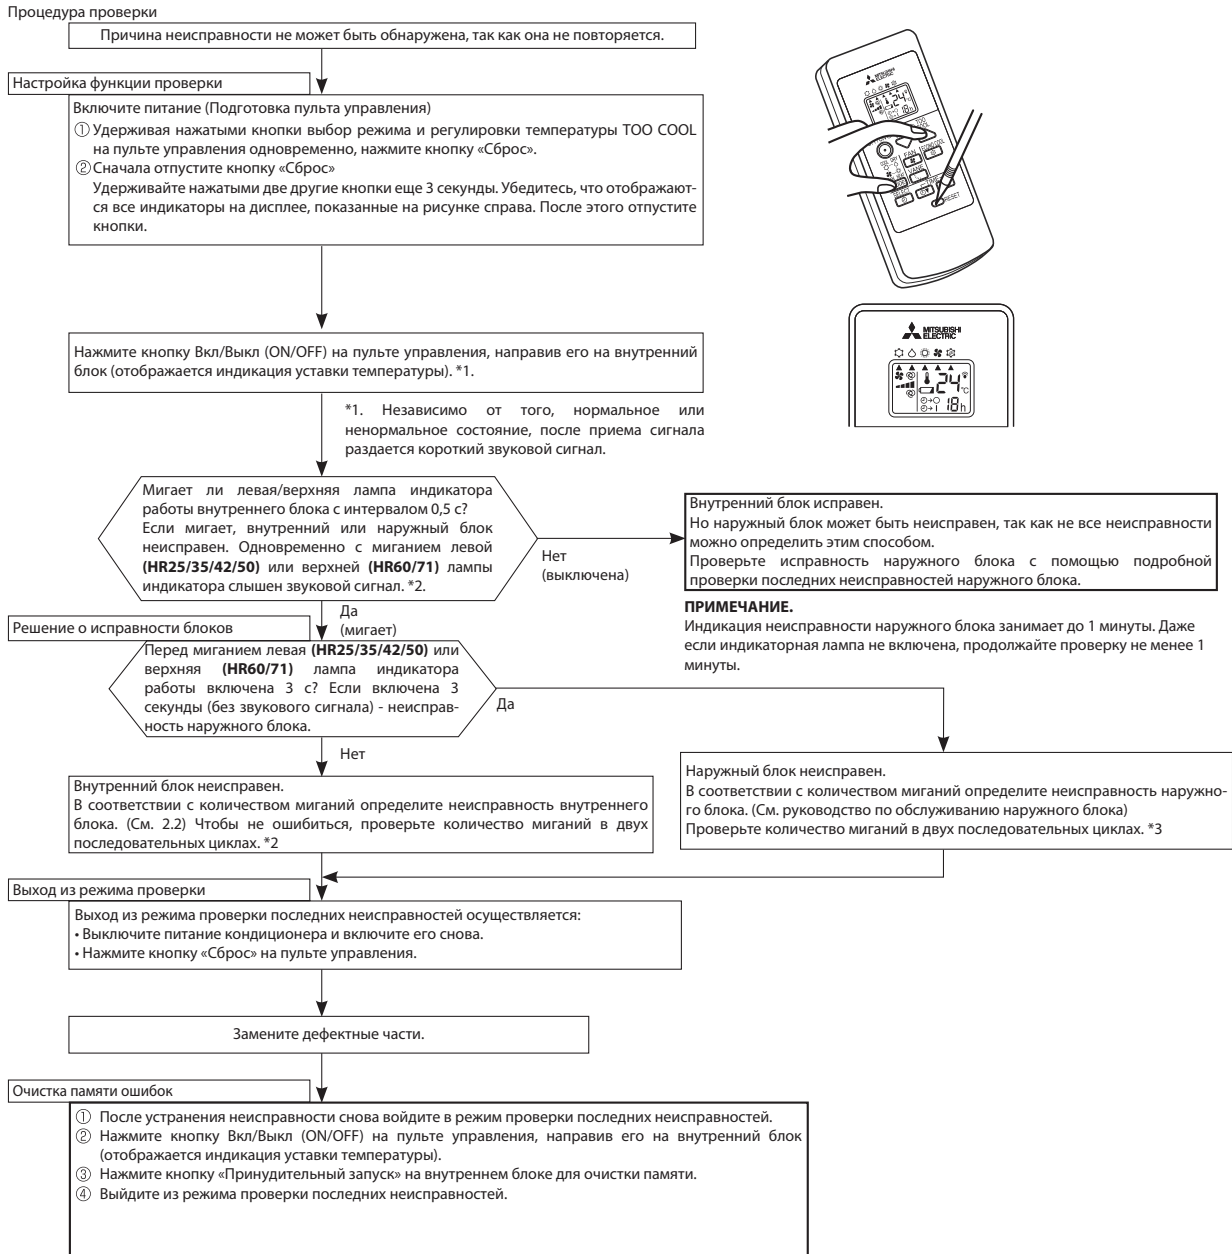 Процедура проверки
Причина неисправности не может быть обнаружена, так как она не повторяется.
Настройка функции проверки
Включите питание (Подготовка пульта управления)
① Удерживая нажатыми кнопки выбор режима и регулировки температуры TOO COOL
на пульте управления одновременно, нажмите кнопку «Сброс».
② Сначала отпустите кнопку «Сброс»
Удерживайте нажатыми две другие кнопки еще 3 секунды. Убедитесь, что отображают-
ся все индикаторы на дисплее, показанные на рисунке справа. После этого отпустите
кнопки.
MITSUBISHI
ELECTRIC
24
18h
TOO
COOL
FAN
ECONO COOL
VANE
RESET
MITSUBISHI
ELECTRIC
24°C
18h
Нажмите кнопку Вкл/Выкл (ON/OFF) на пульте управления, направив его на внутренний
блок (отображается индикация уставки температуры). *1.
*1. Независимо от того, нормальное или
ненормальное состояние, после приема сигнала
раздается короткий звуковой сигнал.
Мигает ли левая/верхняя лампа индикатора
работы внутреннего блока с интервалом 0,5 с?
Если мигает, внутренний или наружный блок
неисправен. Одновременно с миганием левой
(HR25/35/42/50) или верхней (HR60/71) лампы
индикатора слышен звуковой сигнал. *2.
Нет
(выключена)
Внутренний блок исправен.
Но наружный блок может быть неисправен, так как не все неисправности
можно определить этим способом.
Проверьте исправность наружного блока с помощью подробной
проверки последних неисправностей наружного блока.
ПРИМЕЧАНИЕ.
Индикация неисправности наружного блока занимает до 1 минуты. Даже
если индикаторная лампа не включена, продолжайте проверку не менее 1
минуты.
Да
(мигает)
Решение о исправности блоков
Перед миганием левая (HR25/35/42/50) или
верхняя (HR60/71) лампа индикатора
работы включена 3 с? Если включена 3
секунды (без звукового сигнала) - неисправ-
ность наружного блока.
Да
Нет
Внутренний блок неисправен.
В соответствии с количеством миганий определите неисправность внутреннего
блока. (См. 2.2) Чтобы не ошибиться, проверьте количество миганий в двух
последовательных циклах. *2
Наружный блок неисправен.
В соответствии с количеством миганий определите неисправность наружно-
го блока. (См. руководство по обслуживанию наружного блока)
Проверьте количество миганий в двух последовательных циклах. *3
Выход из режима проверки
Выход из режима проверки последних неисправностей осуществляется:
• Выключите питание кондиционера и включите его снова.
• Нажмите кнопку «Сброс» на пульте управления.
Замените дефектные части.
Очистка памяти ошибок
① После устранения неисправности снова войдите в режим проверки последних неисправностей.
② Нажмите кнопку Вкл/Выкл (ON/OFF) на пульте управления, направив его на внутренний блок
(отображается индикация уставки температуры).
③ Нажмите кнопку «Принудительный запуск» на внутреннем блоке для очистки памяти.
④ Выйдите из режима проверки последних неисправностей.